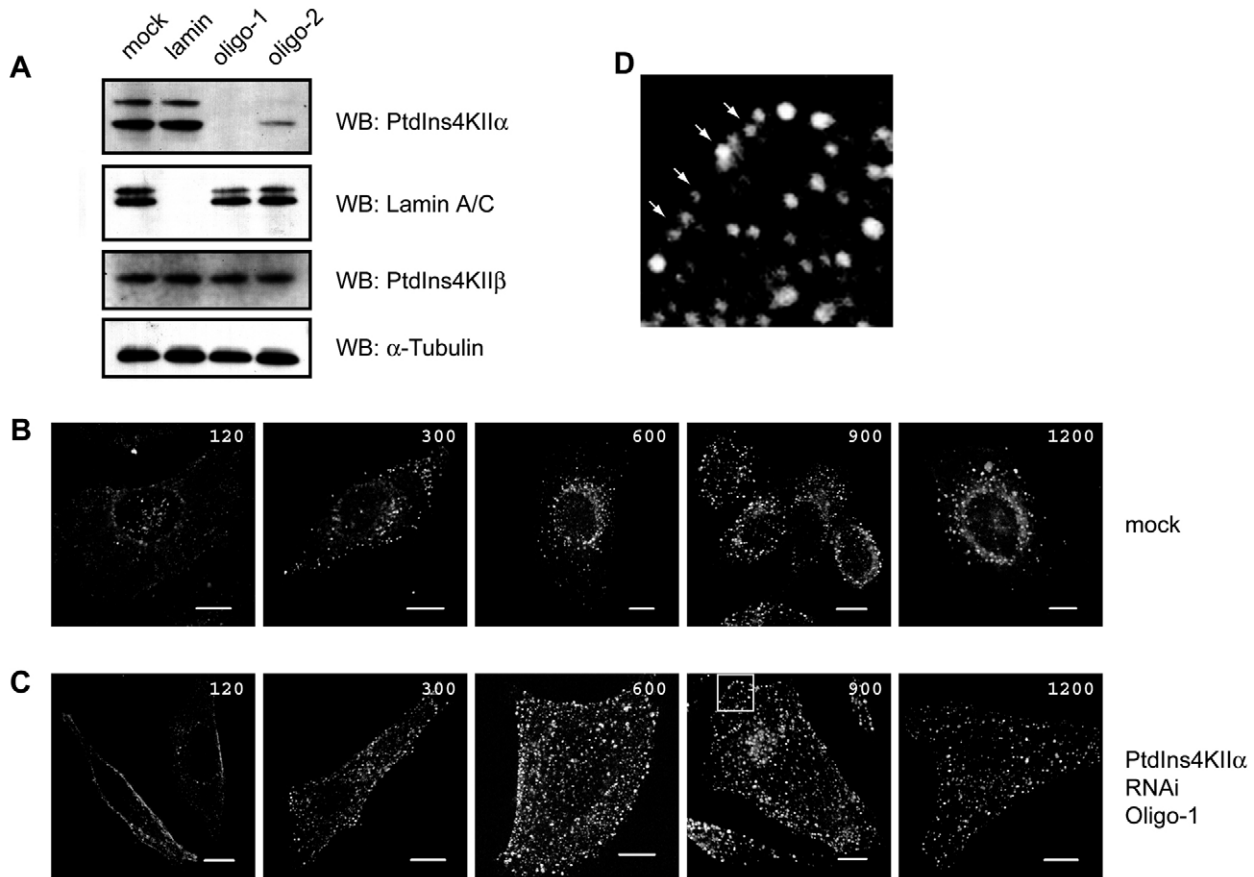 A
mock lamin oligo-1 oligo-2
WB: PtdIns4KIIα
WB: Lamin A/C
WB: PtdIns4KIIβ
WB: α-Tubulin
D
B
120 300 600 900 1200
mock
C
120 300 600 900 1200
PtdIns4KIIα
RNAi
Oligo-1